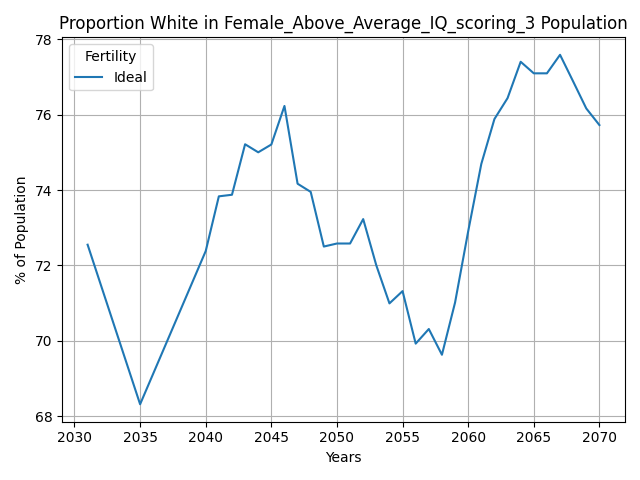 Proportion White in Female_Above_Average_IQ_scoring_3 Population
78
76
74
72
70
68
% of Population
Fertility
Ideal
2030 2035 2040 2045 2050 2055 2060 2065 2070
Years